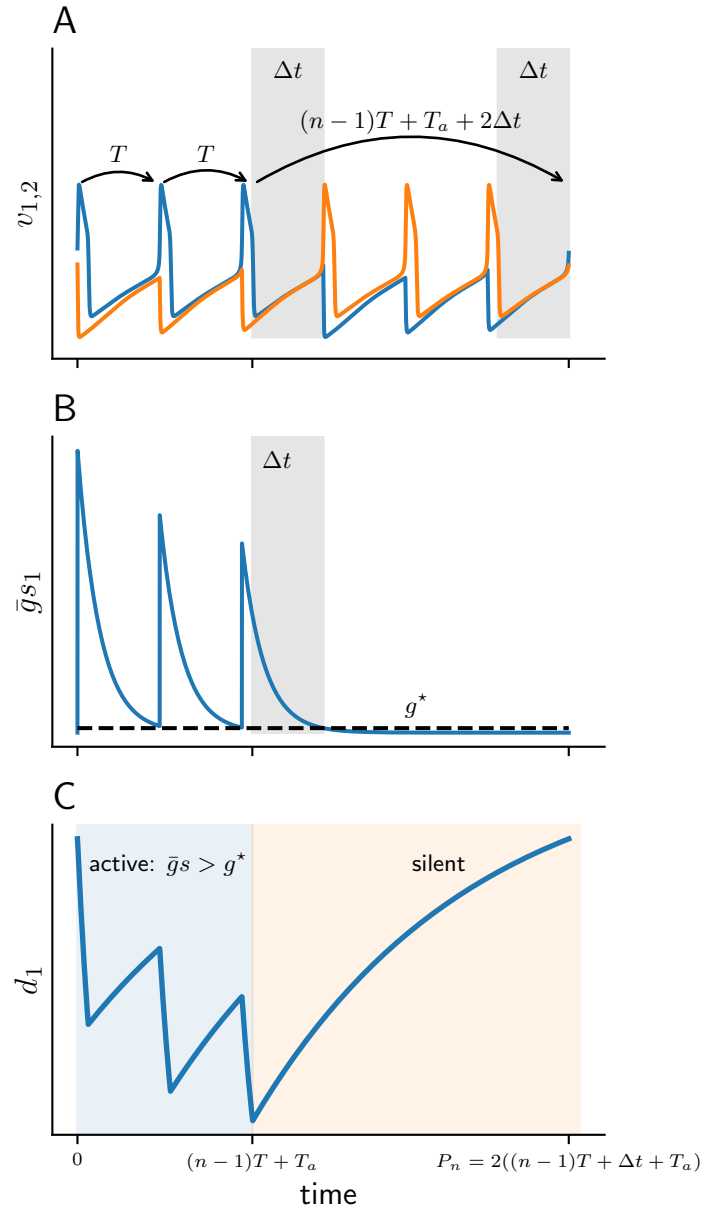 A
Δt
Δt
(n − 1)T + T_a + 2Δt
T
T
v_{1,2}
B
Δt
g^⋆
ḡs_1
C
active: ḡs > g^⋆
silent
d_1
0
(n − 1)T + T_a
P_n = 2((n − 1)T + Δt + T_a)
time